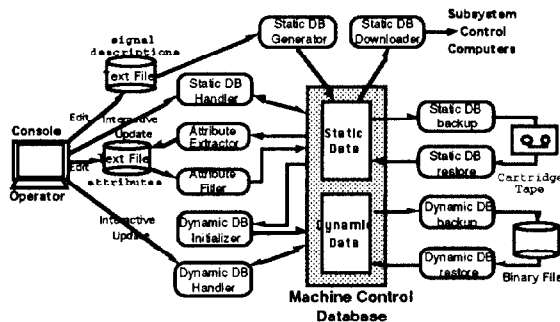 signal
descriptions
Text File
Static DB
Generator
Static DB
Downloader
Subsystem
Control
Computers
Edit
Interactive
Update
Static DB
Handler
Console
Operator
Edit
Text File
attributes
Attribute
Extractor
Attribute
Filler
Interactive
Update
Dynamic DB
Initializer
Dynamic DB
Handler
Static
Data
Dynamic
Data
Machine Control
Database
Static DB
backup
Static DB
restore
Cartridge
Tape
Dynamic DB
backup
Dynamic DB
restore
Binary File